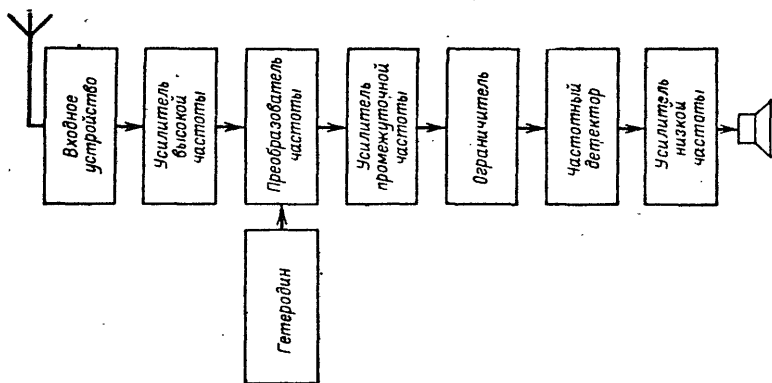 Входное
устройство
Усилитель
высокой
частоты
Преобразователь
частоты
Усилитель
промежуточной
частоты
Ограничитель
Частотный
детектор
Усилитель
низкой
частоты
Гетеродин